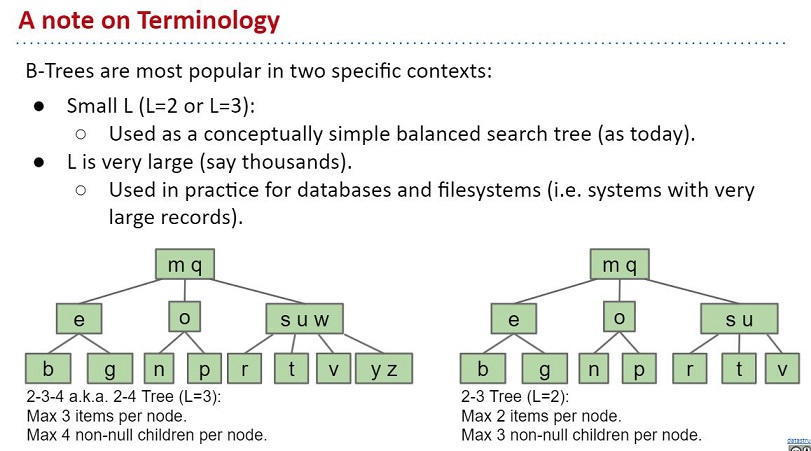 A note on Terminology
B-Trees are most popular in two specific contexts:
● Small L (L=2 or L=3):
○ Used as a conceptually simple balanced search tree (as today).
● L is very large (say thousands).
○ Used in practice for databases and filesystems (i.e. systems with very
large records).
m q
e o s u w
b g n p r t v y z
2-3-4 a.k.a. 2-4 Tree (L=3):
Max 3 items per node.
Max 4 non-null children per node.
m q
e o s u
b g n p r t v
2-3 Tree (L=2):
Max 2 items per node.
Max 3 non-null children per node.
datastru